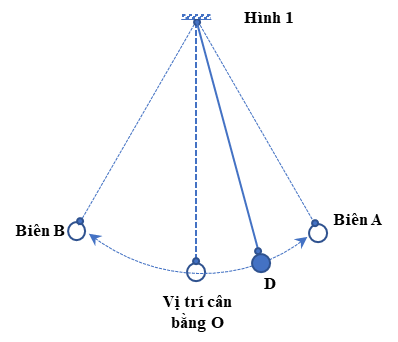 Hình 1
Biên B
Biên A
D
Vị trí cân
bằng O